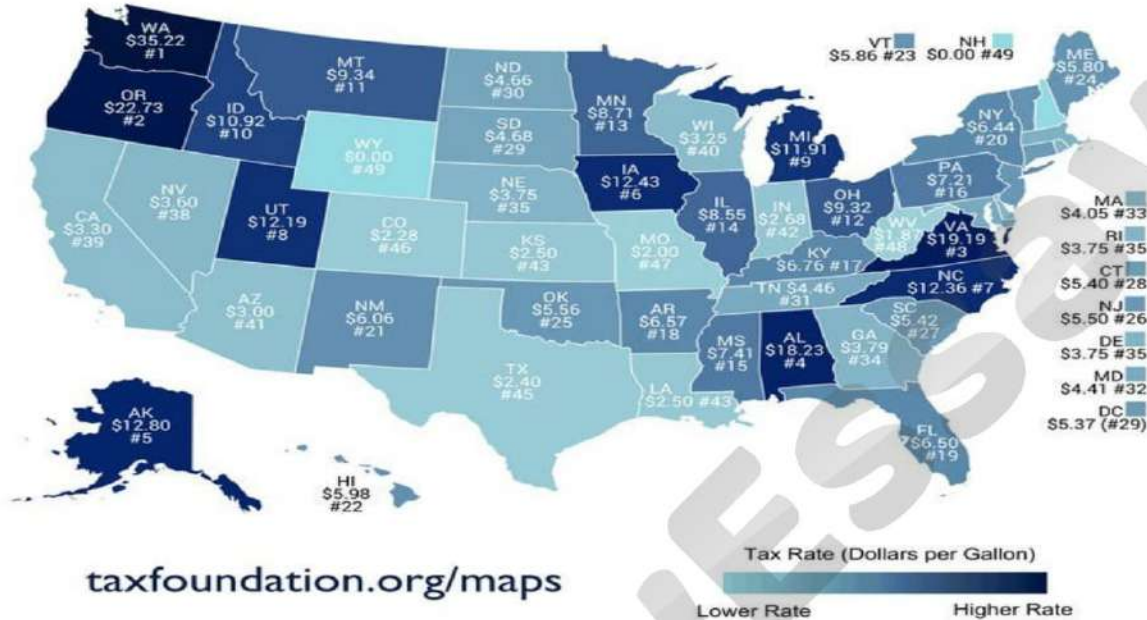 WA
$35.22
#1
OR
$22.73
#2
ID
$10.92
#10
MT
$9.34
#11
ND
$4.66
#30
SD
$4.68
#29
WY
$0.00
#49
NV
$3.60
#38
CA
$3.30
#39
UT
$12.19
#8
CO
$2.28
#46
NE
$3.75
#35
KS
$2.50
#43
AZ
$3.00
#41
NM
$6.06
#21
OK
$5.56
#25
TX
$2.40
#45
MN
$8.71
#13
IA
$12.43
#6
MO
$2.00
#47
AR
$6.57
#18
LA
$2.50 #43
WI
$3.25
#40
IL
$8.55
#14
MI
$11.91
#9
IN
$2.68
#42
OH
$9.32
#12
KY
$6.76 #17
TN $4.46
#31
MS
$7.41
#15
AL
$18.23
#4
GA
$3.79
#34
FL
$6.50
#19
SC
$5.42
#27
NC
$12.36 #7
VA
$19.19
#3
WV
$1.87
#48
PA
$7.21
#16
NY
$6.44
#20
VT
$5.86 #23
NH
$0.00 #49
ME
$5.80
#24
MA
$4.05 #33
RI
$3.75 #35
CT
$5.40 #28
NJ
$5.50 #26
DE
$3.75 #35
MD
$4.41 #32
DC
$5.37 (#29)
AK
$12.80
#5
HI
$5.98
#22
taxfoundation.org/maps
Tax Rate (Dollars per Gallon)
Lower Rate
Higher Rate